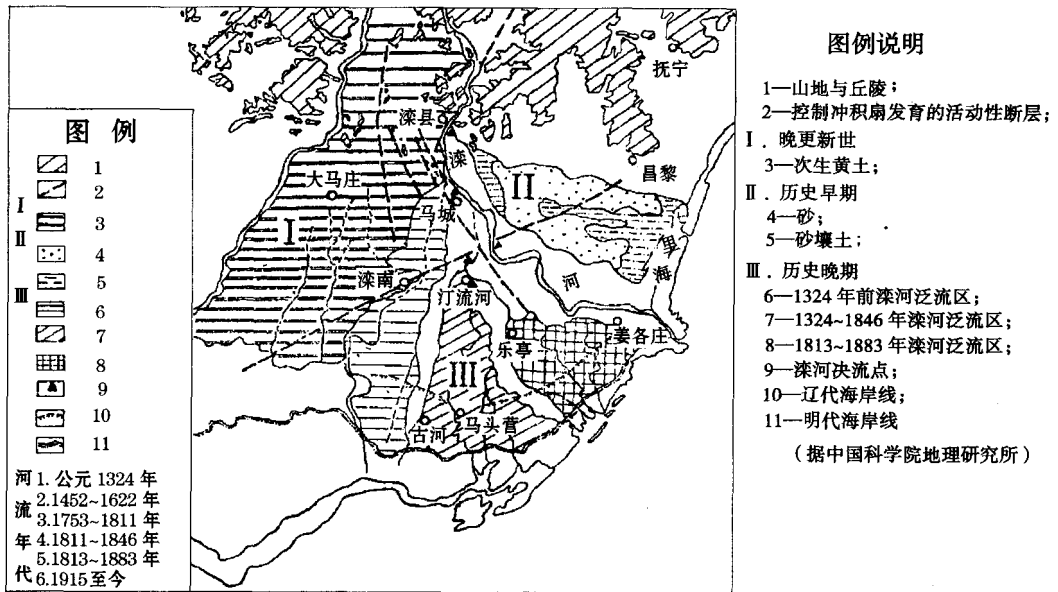 图 例
1
2
Ⅰ
3
Ⅱ
4
5
Ⅲ
6
7
8
9
10
11
河流年代
1. 公元 1324 年
2.1452~1622 年
3.1753~1811 年
4.1811~1846 年
5.1813~1883 年
6.1915 至今
抚宁
滦县
滦
昌黎
大马庄
Ⅱ
马城
Ⅰ
七里海
河
滦南
汀流河
姜各庄
乐亭
Ⅲ
古河
马头营
图例说明
1—山地与丘陵；
2—控制冲积扇发育的活动性断层；
Ⅰ．晚更新世
3—次生黄土；
Ⅱ．历史早期
4—砂；
5—砂壤土；
Ⅲ．历史晚期
6—1324 年前滦河泛流区；
7—1324~1846 年滦河泛流区；
8—1813~1883 年滦河泛流区；
9—滦河决流点；
10—辽代海岸线；
11—明代海岸线
（据中国科学院地理研究所）